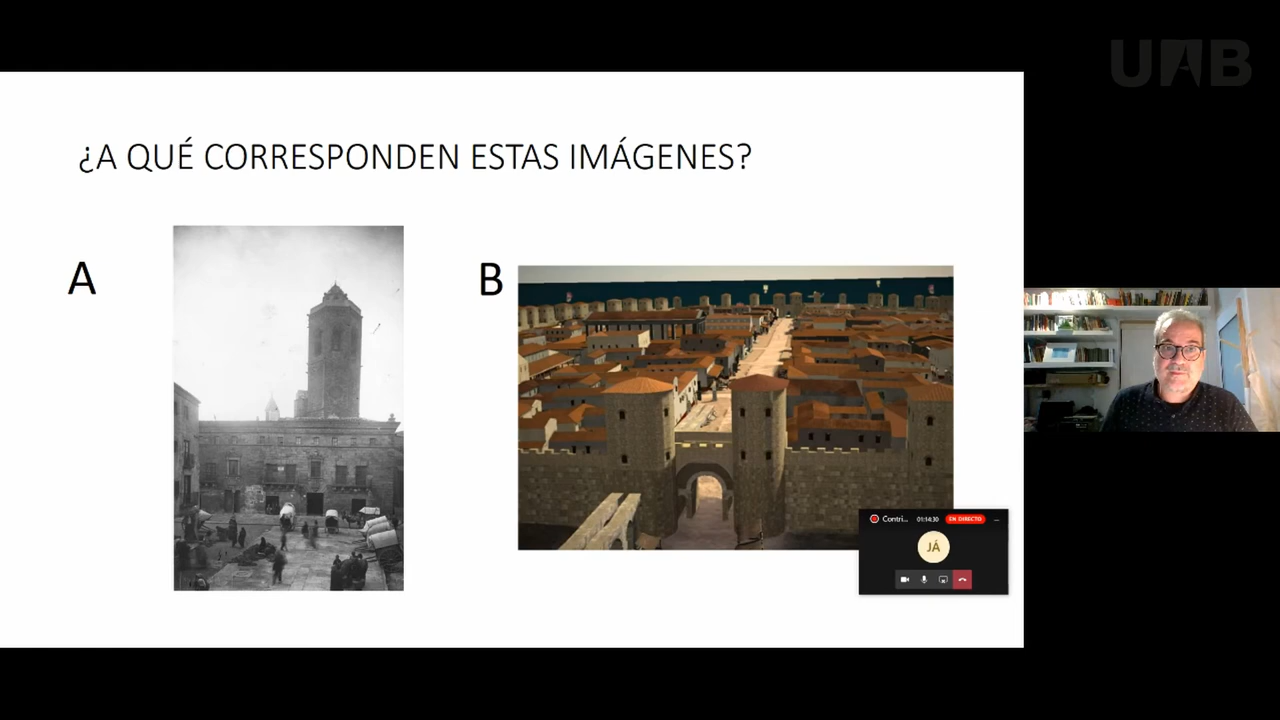 UAB
¿A QUÉ CORRESPONDEN ESTAS IMÁGENES?
A
B
Contri...
01:14:30
EN DIRECTO
JÁ